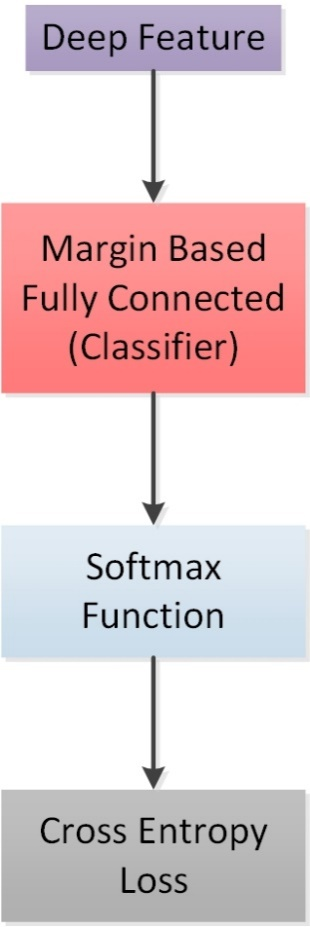 Deep Feature
Margin Based
Fully Connected
(Classifier)
Softmax
Function
Cross Entropy
Loss